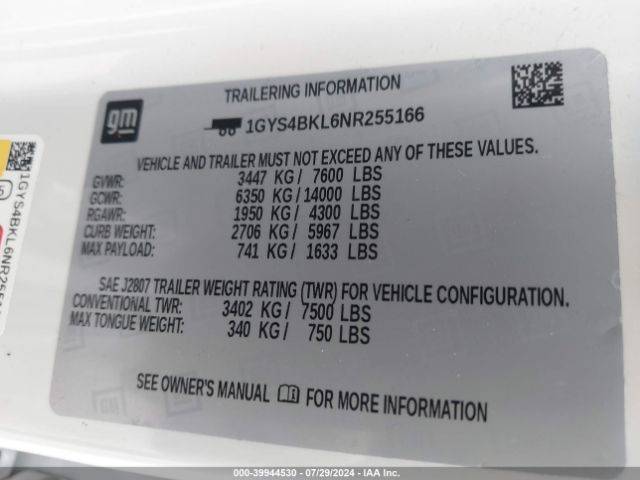 TRAILERING INFORMATION
gm
1GYS4BKL6NR255166
VEHICLE AND TRAILER MUST NOT EXCEED ANY OF THESE VALUES.
GVWR: 3447 KG / 7600 LBS
GCWR: 6350 KG / 14000 LBS
RGAWR: 1950 KG / 4300 LBS
CURB WEIGHT: 2706 KG / 5967 LBS
MAX PAYLOAD: 741 KG / 1633 LBS
SAE J2807 TRAILER WEIGHT RATING (TWR) FOR VEHICLE CONFIGURATION.
CONVENTIONAL TWR: 3402 KG / 7500 LBS
MAX TONGUE WEIGHT: 340 KG / 750 LBS
SEE OWNER'S MANUAL FOR MORE INFORMATION
000-39944530 - 07/29/2024 - IAA Inc.